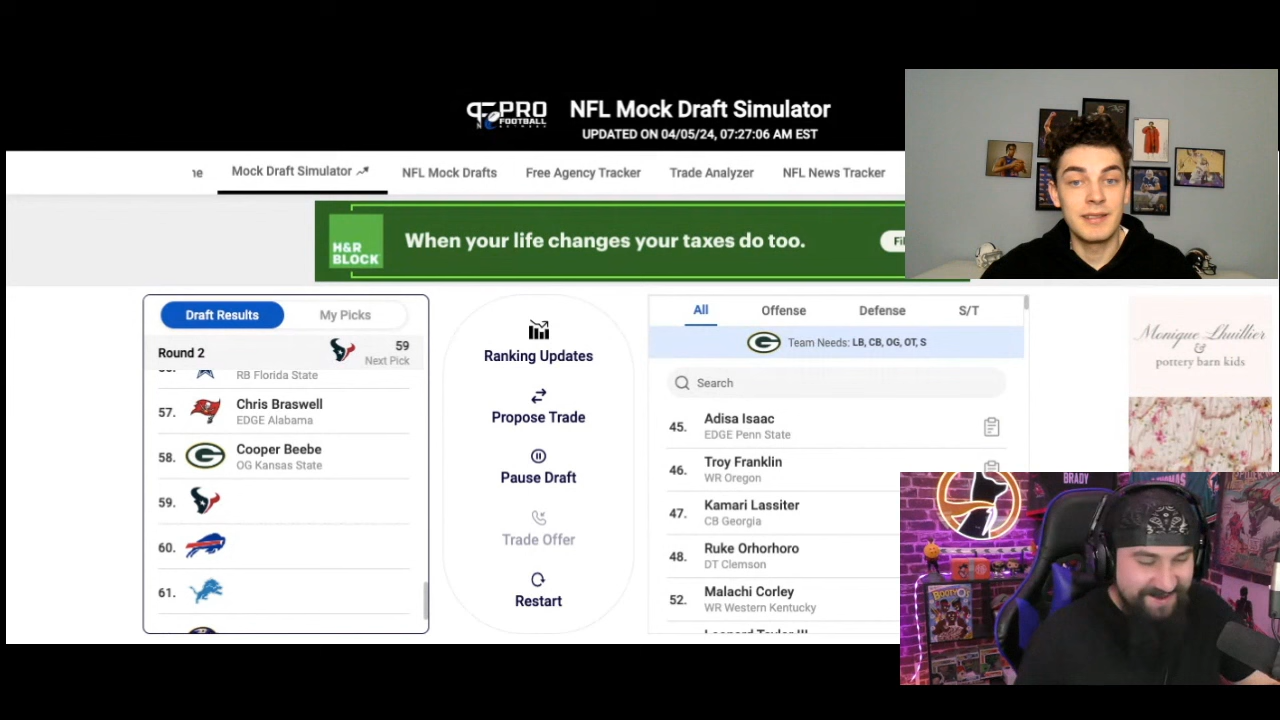 PRO
FOOTBALL
NFL Mock Draft Simulator
UPDATED ON 04/05/24, 07:27:06 AM EST
Mock Draft Simulator
NFL Mock Drafts
Free Agency Tracker
Trade Analyzer
NFL News Tracker
H&R
BLOCK
When your life changes your taxes do too.
Draft Results
My Picks
Round 2
59
Next Pick
RB Florida State
57.
Chris Braswell
EDGE Alabama
58.
Cooper Beebe
OG Kansas State
59.
60.
61.
Ranking Updates
Propose Trade
Pause Draft
Trade Offer
Restart
All
Offense
Defense
S/T
Team Needs: LB, CB, OG, OT, S
Search
45.
Adisa Isaac
EDGE Penn State
46.
Troy Franklin
WR Oregon
47.
Kamari Lassiter
CB Georgia
48.
Ruke Orhorhoro
DT Clemson
52.
Malachi Corley
WR Western Kentucky
Monique Lhuillier
&
pottery barn kids
BRADY
BOOTY-O's